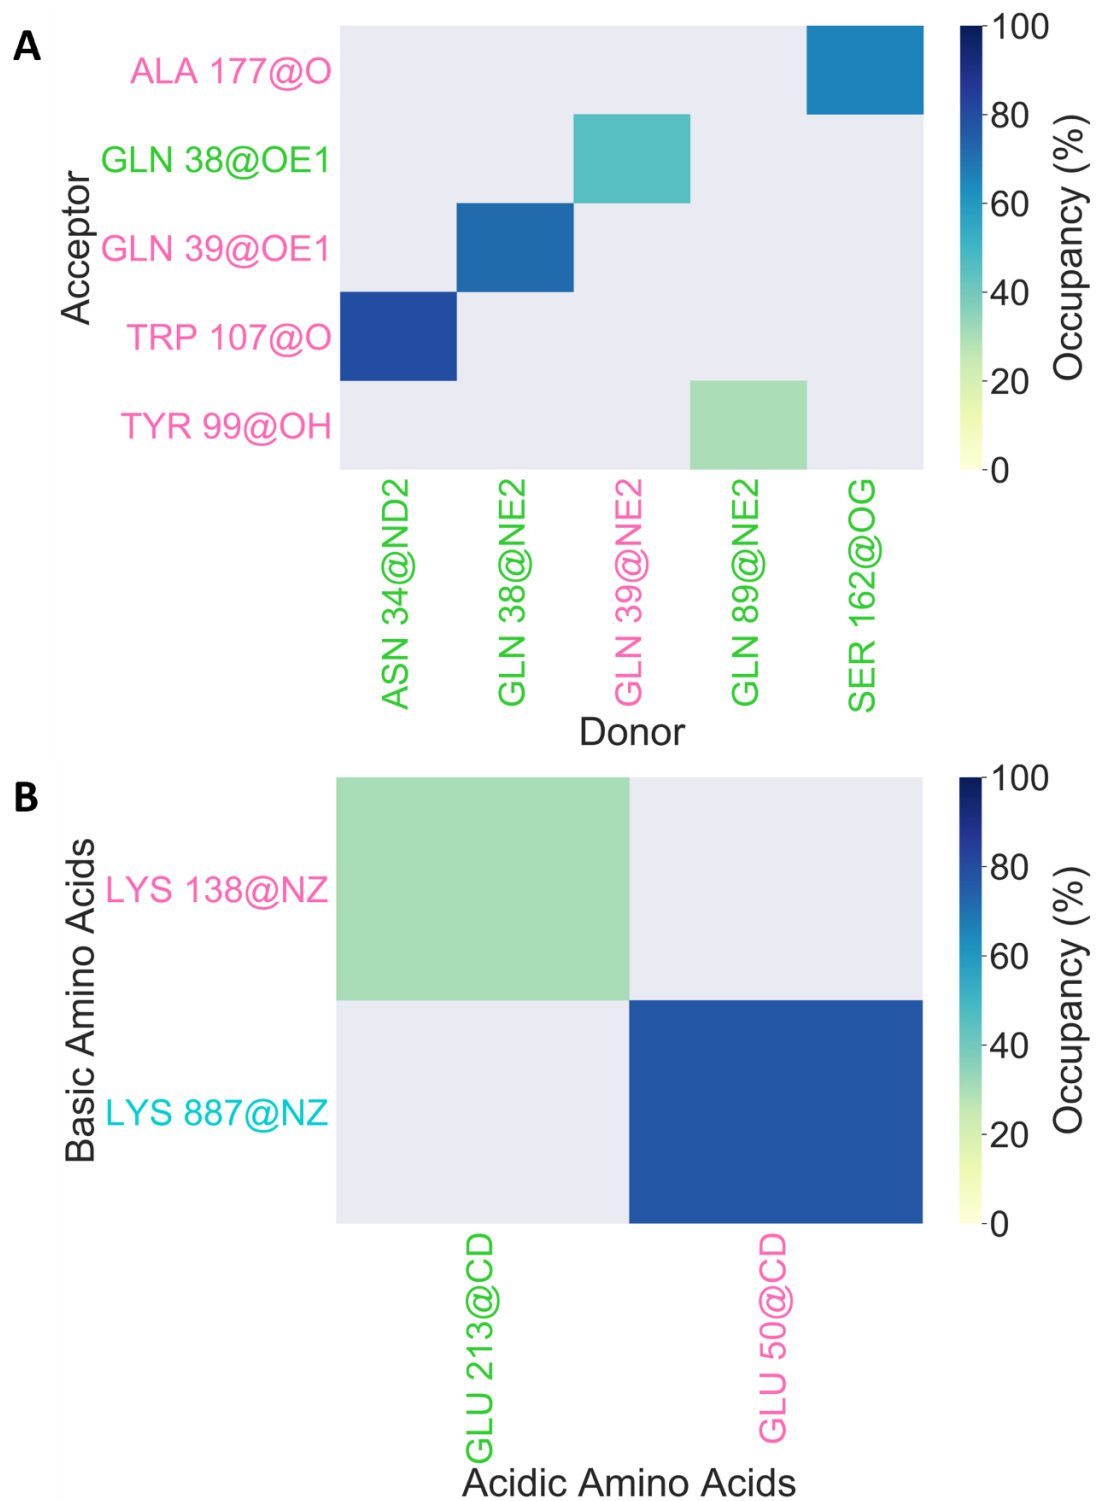 A
Acceptor
ALA 177@O
GLN 38@OE1
GLN 39@OE1
TRP 107@O
TYR 99@OH
ASN 34@ND2
GLN 38@NE2
GLN 39@NE2
GLN 89@NE2
SER 162@OG
Donor
100
80
60
40
20
0
Occupancy (%)
B
Basic Amino Acids
LYS 138@NZ
LYS 887@NZ
GLU 213@CD
GLU 50@CD
Acidic Amino Acids
100
80
60
40
20
0
Occupancy (%)